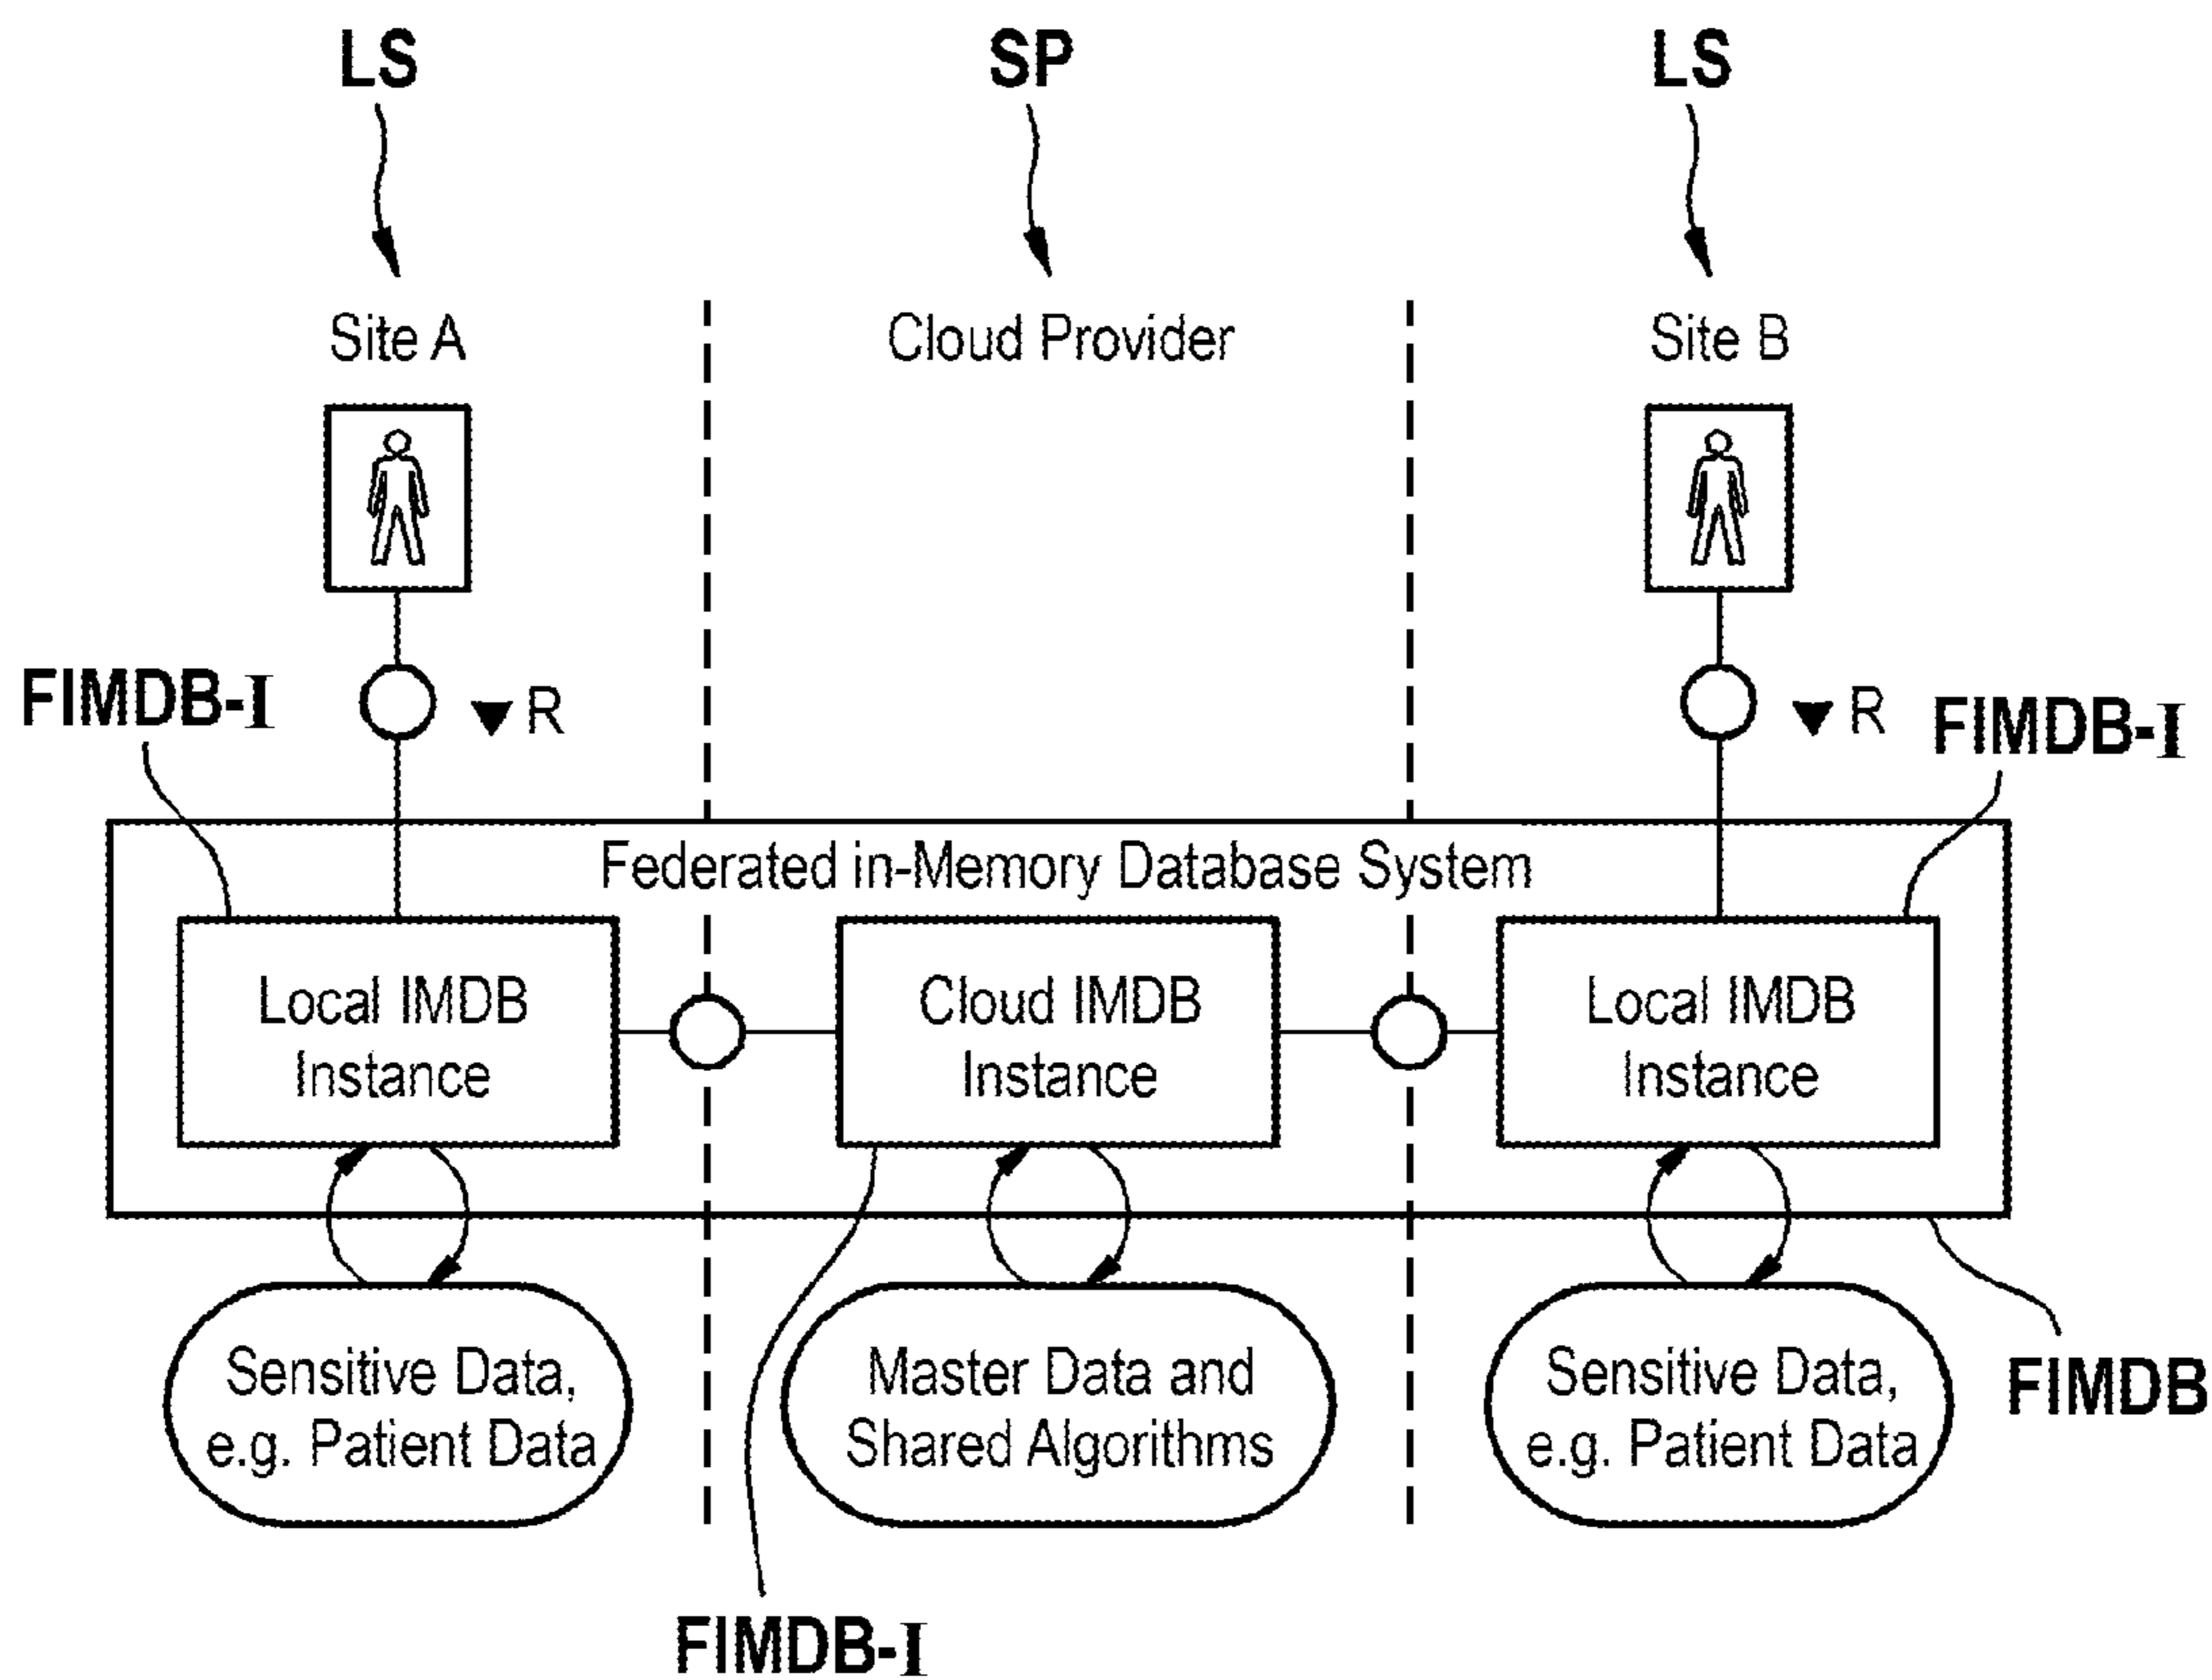 LS
SP
LS
Site A
Cloud Provider
Site B
FIMDB-I
R
R
FIMDB-I
Federated in-Memory Database System
Local IMDB
Instance
Cloud IMDB
Instance
Local IMDB
Instance
Sensitive Data,
e.g. Patient Data
Master Data and
Shared Algorithms
Sensitive Data,
e.g. Patient Data
FIMDB
FIMDB-I